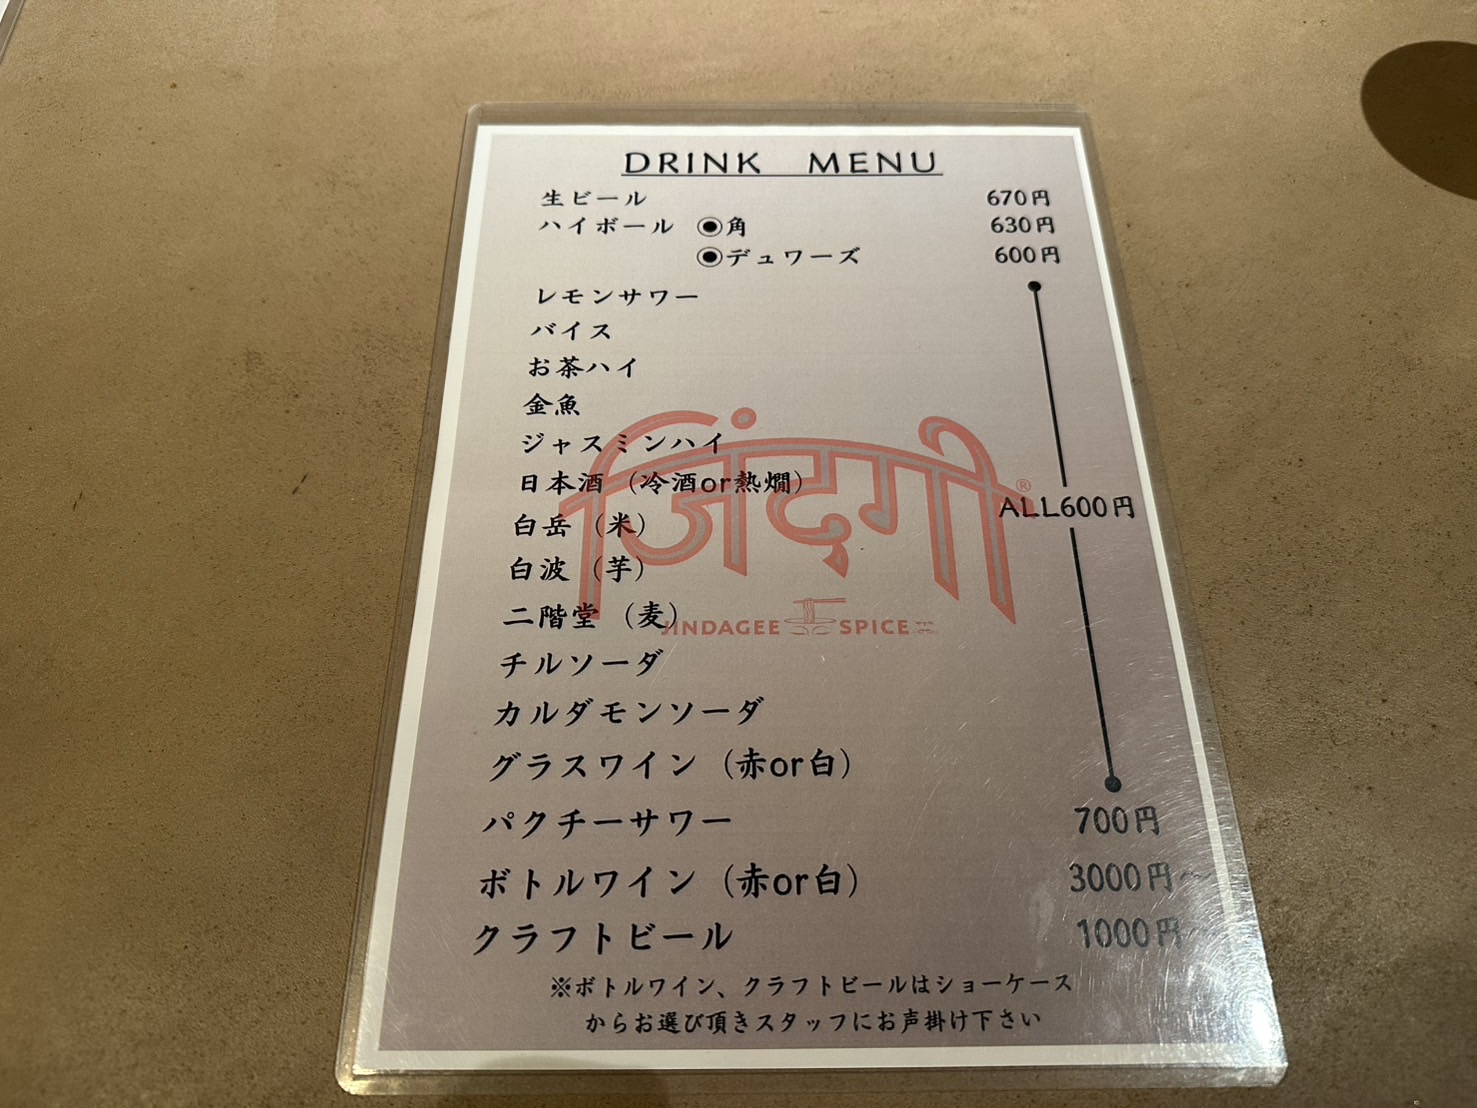 DRINK MENU
生ビール 670円
ハイボール ◉角 630円
◉デュワーズ 600円
レモンサワー
バイス
お茶ハイ
金魚
ジャスミンハイ
日本酒（冷酒or熱燗）
ALL600円
白岳（米）
白波（芋）
二階堂（麦）
チルソーダ
カルダモンソーダ
グラスワイン（赤or白）
パクチーサワー 700円
ボトルワイン（赤or白） 3000円～
クラフトビール 1000円～
※ボトルワイン、クラフトビールはショーケース
からお選び頂きスタッフにお声掛け下さい
जिंदगी ®
JINDAGEE SPICE